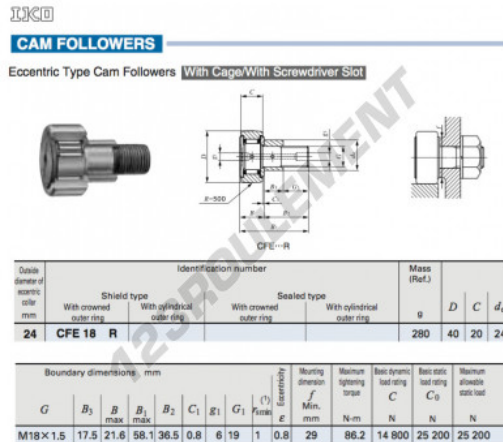 IKO
CAM FOLLOWERS
Eccentric Type Cam Followers With Cage/With Screwdriver Slot
C
D
R=500
B
CFE···R
123ROULEMENT
Outside diameter of eccentric collar mm
Identification number
Mass (Ref.) g
Shield type
Sealed type
With crowned outer ring
With cylindrical outer ring
With crowned outer ring
With cylindrical outer ring
D C d₁
24 CFE 18 R 280 40 20 24
Boundary dimensions mm
Eccentricity ε
Mounting dimension f Min. mm
Maximum tightening torque N-m
Basic dynamic load rating C N
Basic static load rating C₀ N
Maximum allowable static load N
G B₃ B max B₁ max B₂ C₁ g₁ G₁ (¹) rs min
M18×1.5 17.5 21.6 58.1 36.5 0.8 6 19 1 0.8 29 86.2 14 800 25 200 25 200